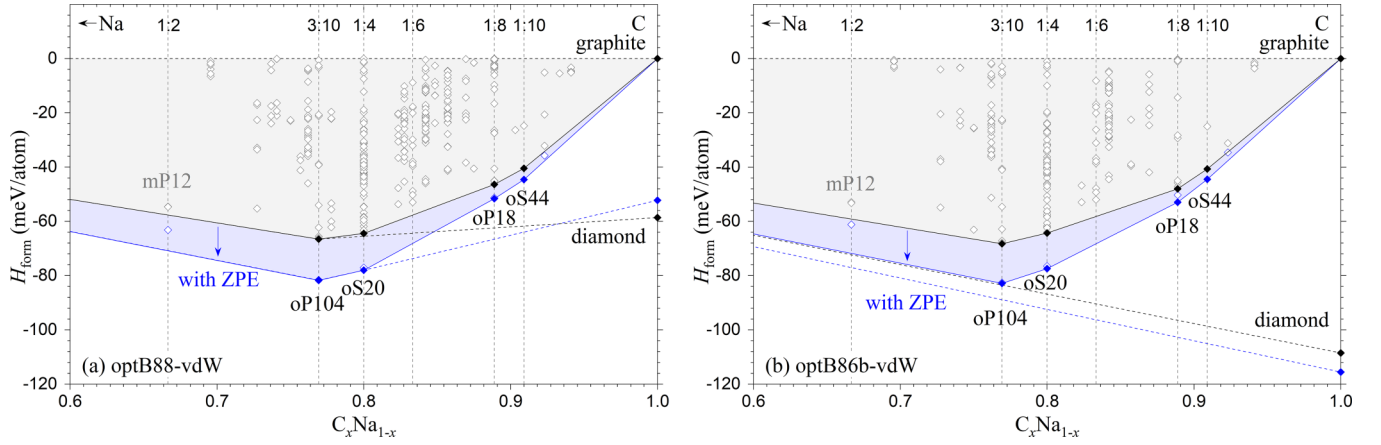 ←Na 1:2 3:10 1:4 1:6 1:8 1:10 C
graphite
0
-20
-40
-60
-80
-100
-120
H_form (meV/atom)
mP12
with ZPE
oP104
oS20
oP18
oS44
diamond
(a) optB88-vdW
0.6 0.7 0.8 0.9 1.0
C_xNa_{1-x}
←Na 1:2 3:10 1:4 1:6 1:8 1:10 C
graphite
0
-20
-40
-60
-80
-100
-120
H_form (meV/atom)
mP12
with ZPE
oP104
oS20
oP18
oS44
diamond
(b) optB86b-vdW
0.6 0.7 0.8 0.9 1.0
C_xNa_{1-x}